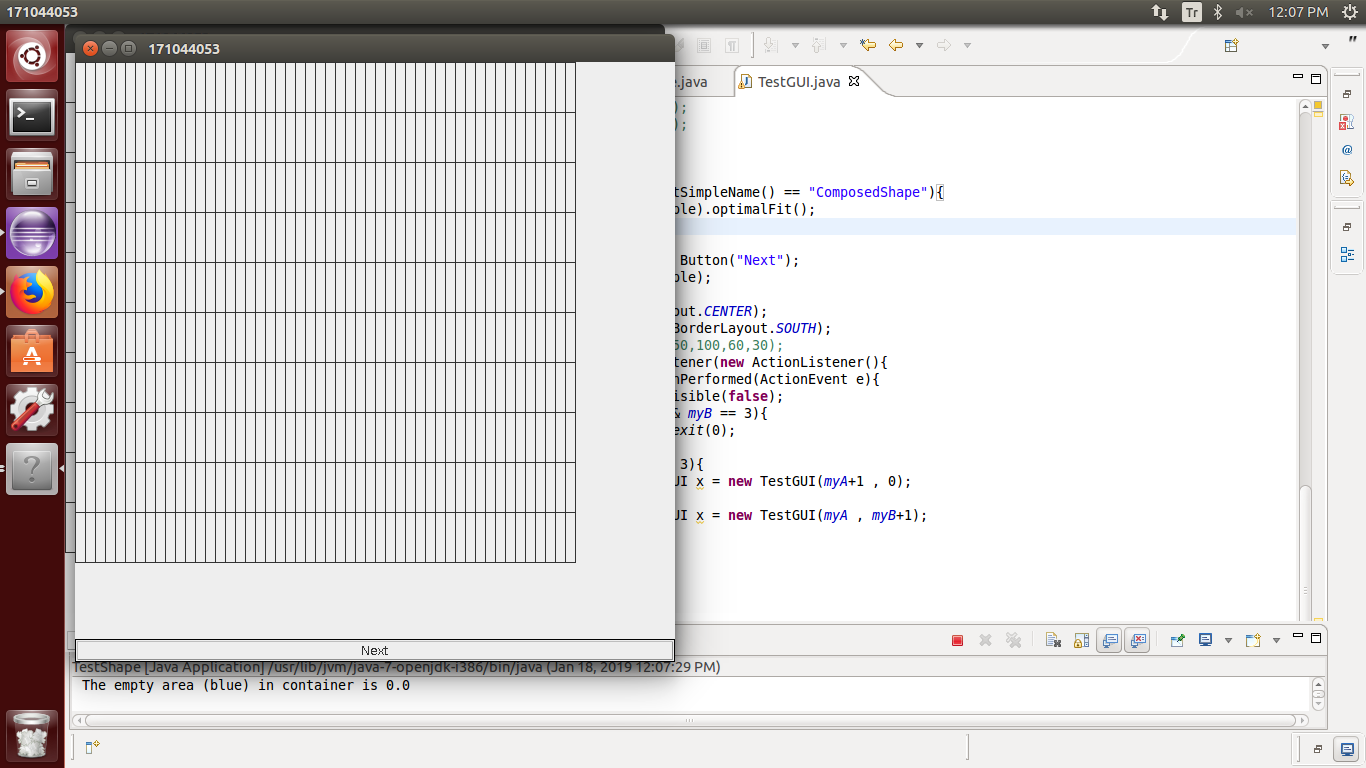 171044053
Tr
12:07 PM
171044053
e.java
TestGUI.java
);
);
tSimpleName() == "ComposedShape"){
ple).optimalFit();
Button("Next");
ple);
out.CENTER);
BorderLayout.SOUTH);
60,100,60,30);
tener(new ActionListener(){
nPerformed(ActionEvent e){
isible(false);
& myB == 3){
exit(0);
3){
UI x = new TestGUI(myA+1 , 0);
UI x = new TestGUI(myA , myB+1);
Next
TestShape [Java Application] /usr/lib/jvm/java-7-openjdk-i386/bin/java (Jan 18, 2019 12:07:29 PM)
The empty area (blue) in container is 0.0